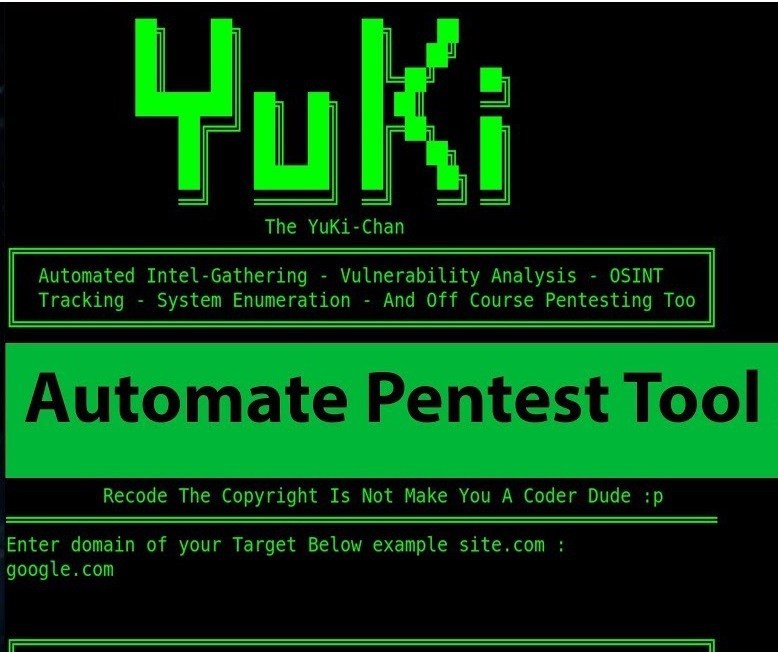 YuKi
The YuKi-Chan
Automated Intel-Gathering - Vulnerability Analysis - OSINT
Tracking - System Enumeration - And Off Course Pentesting Too
Automate Pentest Tool
Recode The Copyright Is Not Make You A Coder Dude :p
Enter domain of your Target Below example site.com :
google.com